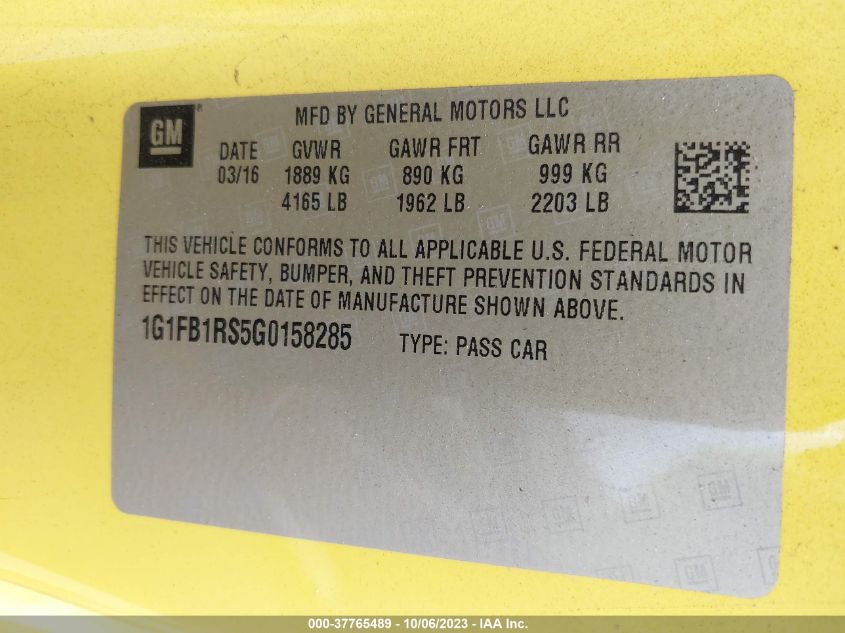 GM®
MFD BY GENERAL MOTORS LLC
DATE GVWR GAWR FRT GAWR RR
03/16 1889 KG 890 KG 999 KG
4165 LB 1962 LB 2203 LB
THIS VEHICLE CONFORMS TO ALL APPLICABLE U.S. FEDERAL MOTOR
VEHICLE SAFETY, BUMPER, AND THEFT PREVENTION STANDARDS IN
EFFECT ON THE DATE OF MANUFACTURE SHOWN ABOVE.
1G1FB1RS5G0158285 TYPE: PASS CAR
000-37765489 - 10/06/2023 - IAA Inc.